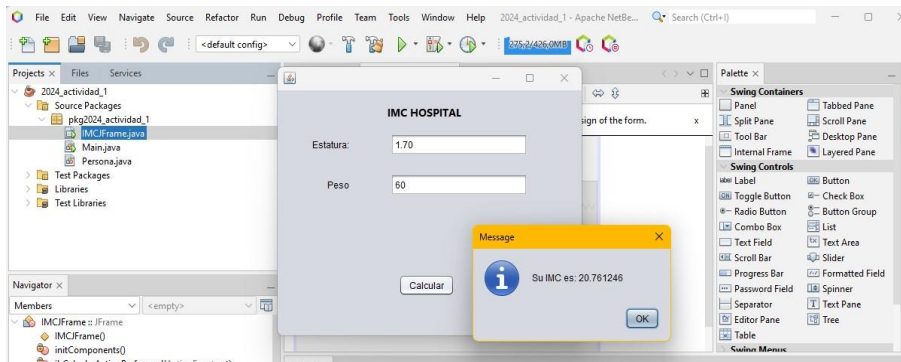 File Edit View Navigate Source Refactor Run Debug Profile Team Tools Window Help 2024_actividad_1 - Apache NetBe... Search (Ctrl+I)
<default config> 275,2/426,0MB
Projects × Files Services
2024_actividad_1
Source Packages
pkg2024_actividad_1
IMCJFrame.java
Main.java
Persona.java
Test Packages
Libraries
Test Libraries
Navigator ×
Members <empty>
IMCJFrame :: JFrame
IMCJFrame()
initComponents()
IMC HOSPITAL
Estatura: 1.70
Peso 60
Calcular
Message
Su IMC es: 20.761246
OK
sign of the form. x
Palette ×
Swing Containers
Panel Tabbed Pane
Split Pane Scroll Pane
Tool Bar Desktop Pane
Internal Frame Layered Pane
Swing Controls
label Label OK Button
ON Toggle Button Check Box
Radio Button Button Group
Combo Box List
Text Field Text Area
Scroll Bar Slider
Progress Bar Formatted Field
Password Field Spinner
Separator Text Pane
Editor Pane Tree
Table
Swing Menus